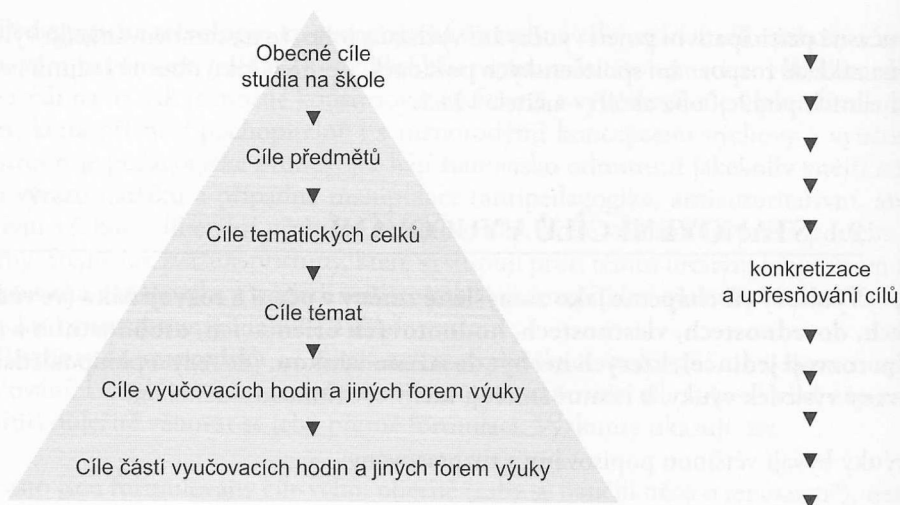 Obecné cíle
studia na škole
Cíle předmětů
Cíle tematických celků
Cíle témat
Cíle vyučovacích hodin a jiných forem výuky
Cíle částí vyučovacích hodin a jiných forem výuky
konkretizace
a upřesňování cílů